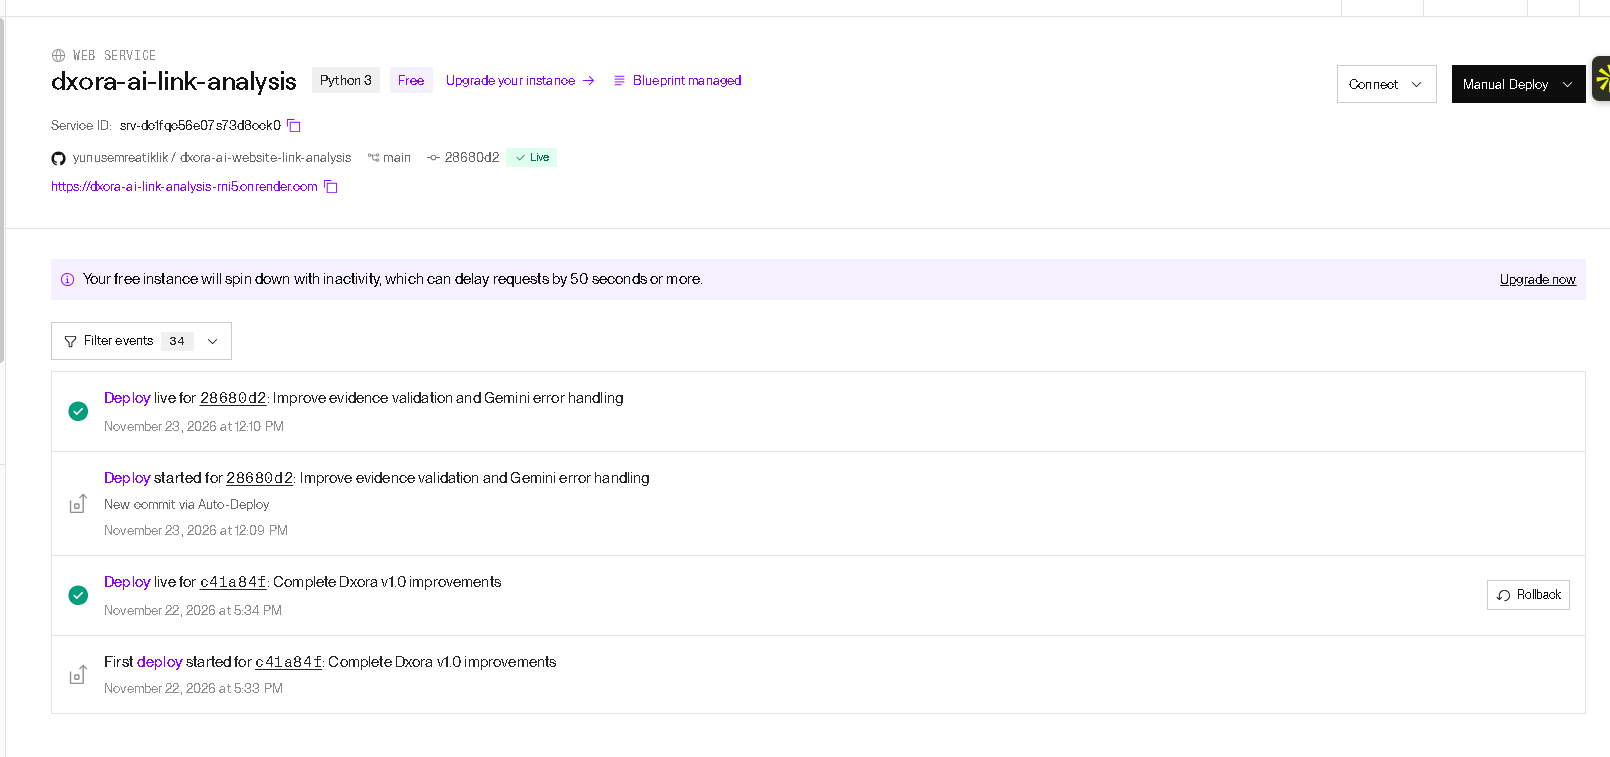 WEB SERVICE
dxora-ai-link-analysis Python 3 Free Upgrade your instance → Blueprint managed
Connect Manual Deploy
Service ID: srv-dc1fqc56e07s73d8cck0
yunusemreatiklik / dxora-ai-website-link-analysis main 28680d2 Live
https://dxora-ai-link-analysis-rni5.onrender.com
Your free instance will spin down with inactivity, which can delay requests by 50 seconds or more. Upgrade now
Filter events 34
Deploy live for 28680d2: Improve evidence validation and Gemini error handling
November 23, 2026 at 12:10 PM
Deploy started for 28680d2: Improve evidence validation and Gemini error handling
New commit via Auto-Deploy
November 23, 2026 at 12:09 PM
Deploy live for c41a84f: Complete Dxora v1.0 improvements
November 22, 2026 at 5:34 PM
Rollback
First deploy started for c41a84f: Complete Dxora v1.0 improvements
November 22, 2026 at 5:33 PM